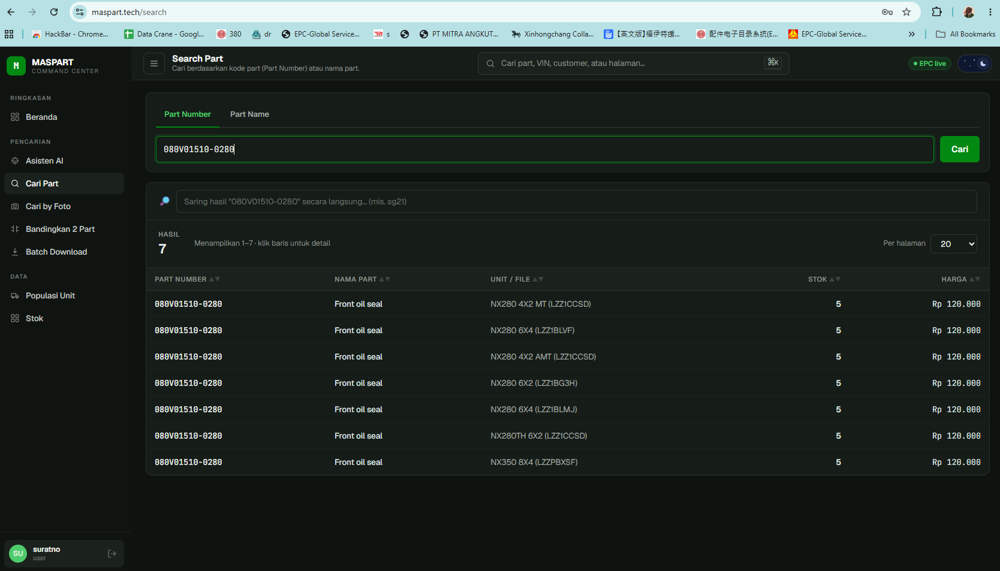 maspart.tech/search
HackBar - Chrome...
Data Crane - Googl...
380
dr
EPC-Global Service...
s
PT MITRA ANGKUT...
Xinhongchang Colla...
【英文版】福伊特缓...
配件电子目录系统(E...
EPC-Global Service...
All Bookmarks
M
MASPART
COMMAND CENTER
Search Part
Cari berdasarkan kode part (Part Number) atau nama part.
Cari part, VIN, customer, atau halaman...
⌘K
EPC live
RINGKASAN
Beranda
PENCARIAN
Asisten AI
Cari Part
Cari by Foto
Bandingkan 2 Part
Batch Download
DATA
Populasi Unit
Stok
Part Number
Part Name
080V01510-0280
Cari
Saring hasil "080V01510-0280" secara langsung... (mis. sg21)
HASIL
7
Menampilkan 1–7 · klik baris untuk detail
Per halaman
20
PART NUMBER NAMA PART UNIT / FILE STOK HARGA
080V01510-0280 Front oil seal NX280 4X2 MT (LZZ1CCSD) 5 Rp 120.000
080V01510-0280 Front oil seal NX280 6X4 (LZZ1BLVF) 5 Rp 120.000
080V01510-0280 Front oil seal NX280 4X2 AMT (LZZ1CCSD) 5 Rp 120.000
080V01510-0280 Front oil seal NX280 6X2 (LZZ1BG3H) 5 Rp 120.000
080V01510-0280 Front oil seal NX280 6X4 (LZZ1BLMJ) 5 Rp 120.000
080V01510-0280 Front oil seal NX280TH 6X2 (LZZ1CCSD) 5 Rp 120.000
080V01510-0280 Front oil seal NX350 8X4 (LZZPBXSF) 5 Rp 120.000
SU
suratno
user